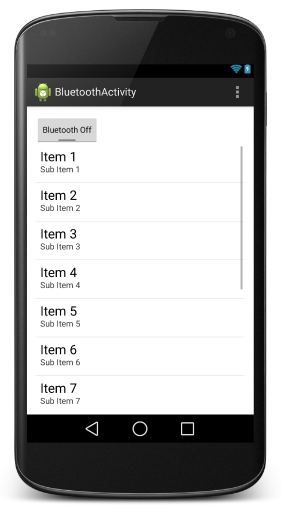 BluetoothActivity
Bluetooth Off
Item 1
Sub Item 1
Item 2
Sub Item 2
Item 3
Sub Item 3
Item 4
Sub Item 4
Item 5
Sub Item 5
Item 6
Sub Item 6
Item 7
Sub Item 7